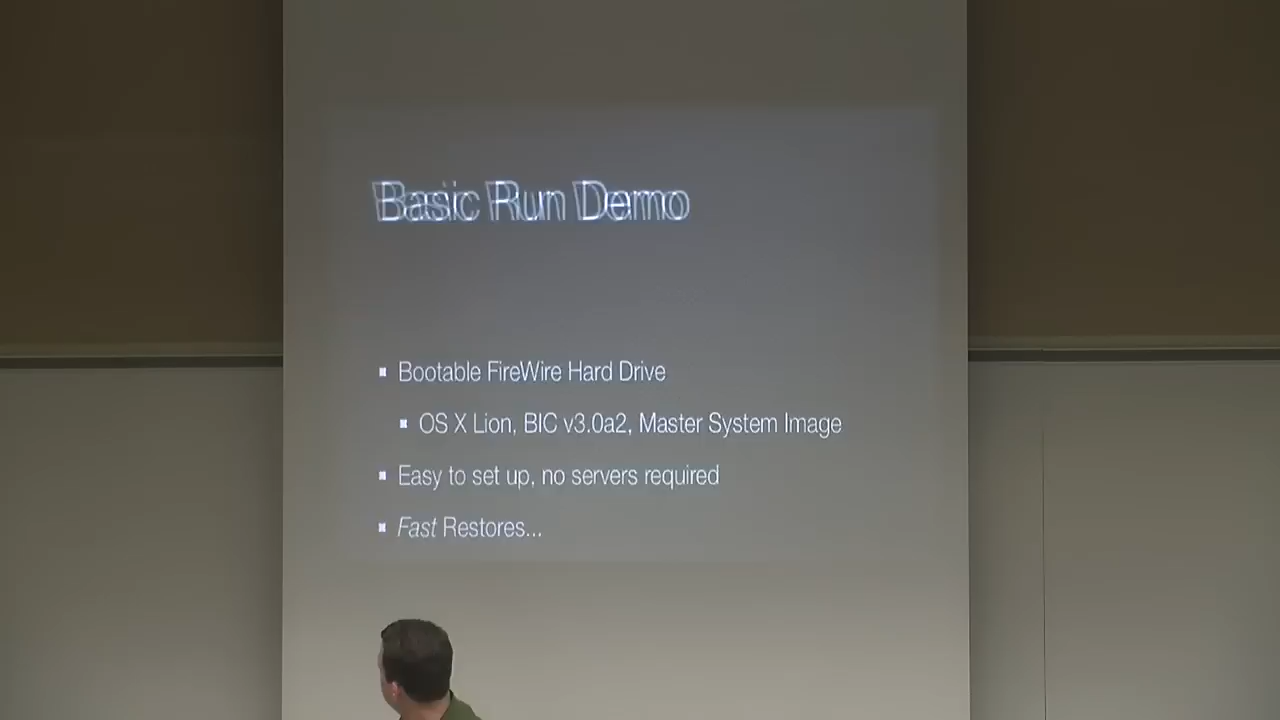 Basic Run Demo
Bootable FireWire Hard Drive
OS X Lion, BIC v3.0a2, Master System Image
Easy to set up, no servers required
Fast Restores...